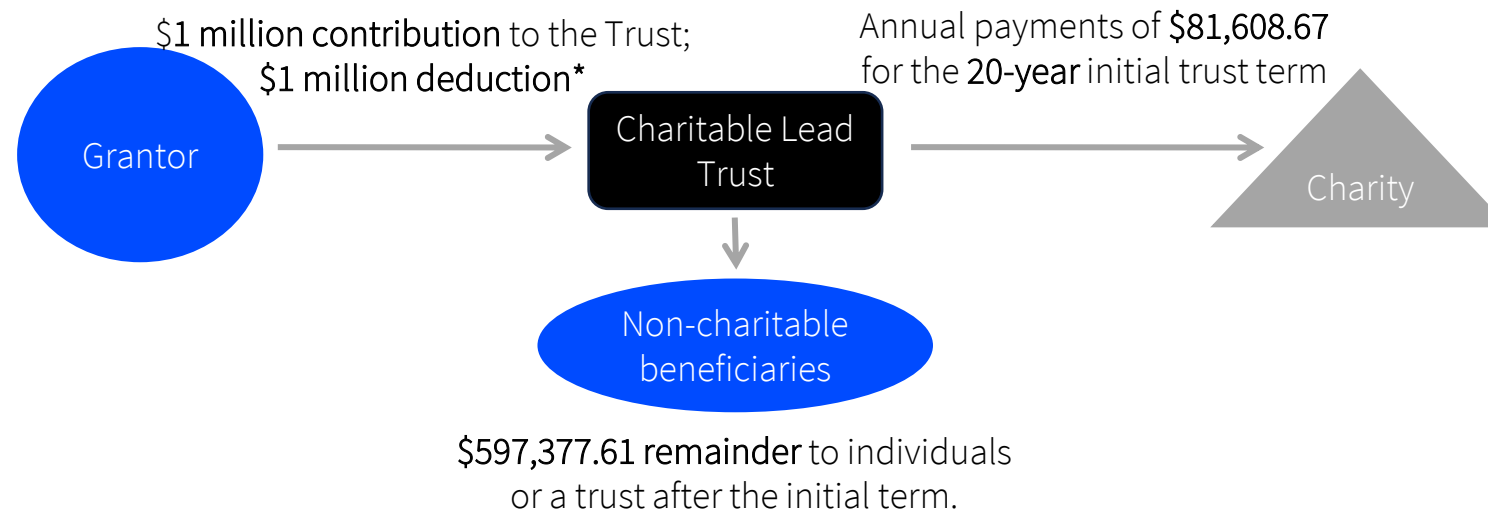 $1 million contribution to the Trust;
$1 million deduction*
Annual payments of $81,608.67
for the 20-year initial trust term
Grantor
Charitable Lead
Trust
Charity
Non-charitable
beneficiaries
$597,377.61 remainder to individuals
or a trust after the initial term.